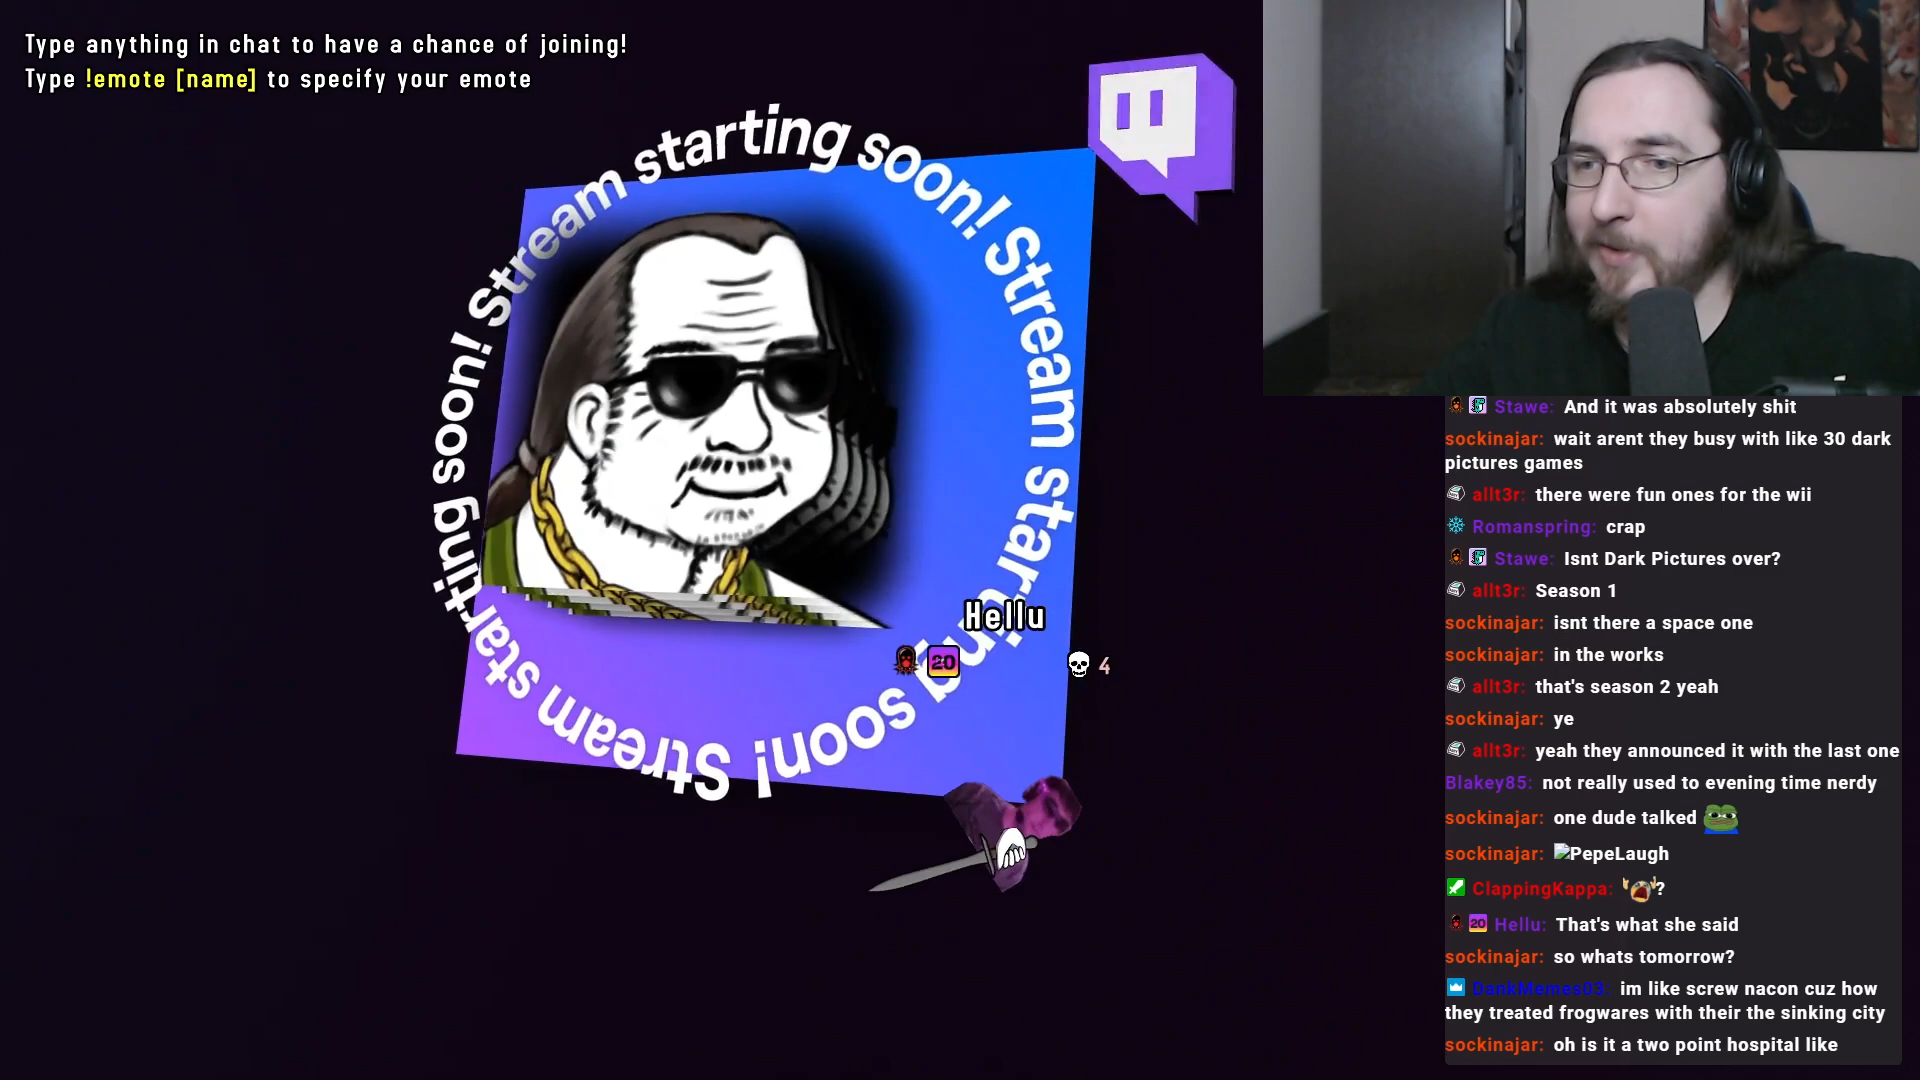 Type anything in chat to have a chance of joining!
Type !emote [name] to specify your emote
Stream starting soon! Stream starting soon! Stream starting soon! Stream starting soon!
Hellu
20
4
Stawe: And it was absolutely shit
sockinajar: wait arent they busy with like 30 dark
pictures games
allt3r: there were fun ones for the wii
Romanspring: crap
Stawe: Isnt Dark Pictures over?
allt3r: Season 1
sockinajar: isnt there a space one
sockinajar: in the works
allt3r: that's season 2 yeah
sockinajar: ye
allt3r: yeah they announced it with the last one
Blakey85: not really used to evening time nerdy
sockinajar: one dude talked
sockinajar: PepeLaugh
ClappingKappa: ?
20 Hellu: That's what she said
sockinajar: so whats tomorrow?
DankMemes03: im like screw nacon cuz how
they treated frogwares with their the sinking city
sockinajar: oh is it a two point hospital like